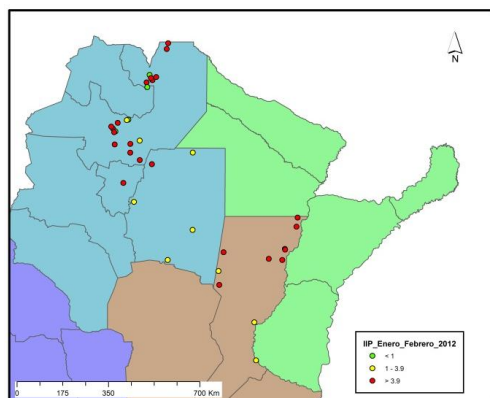 N
IIP_Enero_Febrero_2012
< 1
1 - 3.9
> 3.9
0 175 350 700 Km